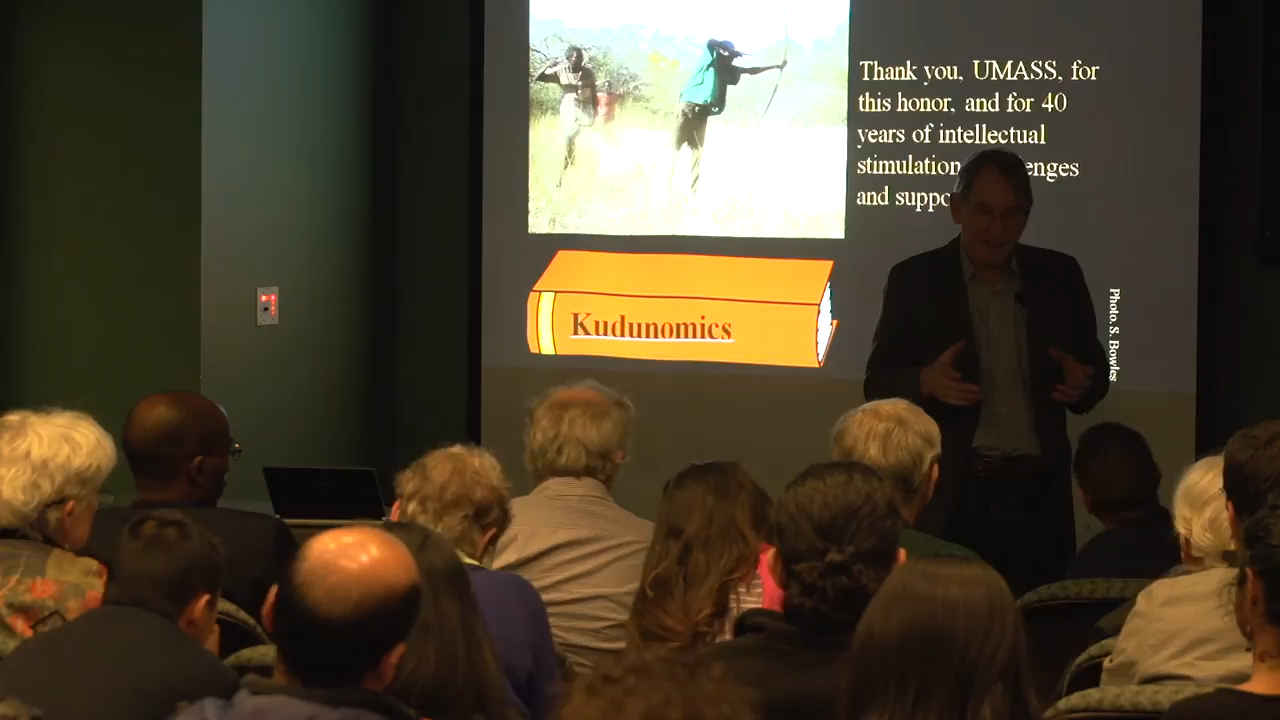 Thank you, UMASS, for
this honor, and for 40
years of intellectual
stimulation enges
and suppo
Kudunomics
Photo. S. Bowles